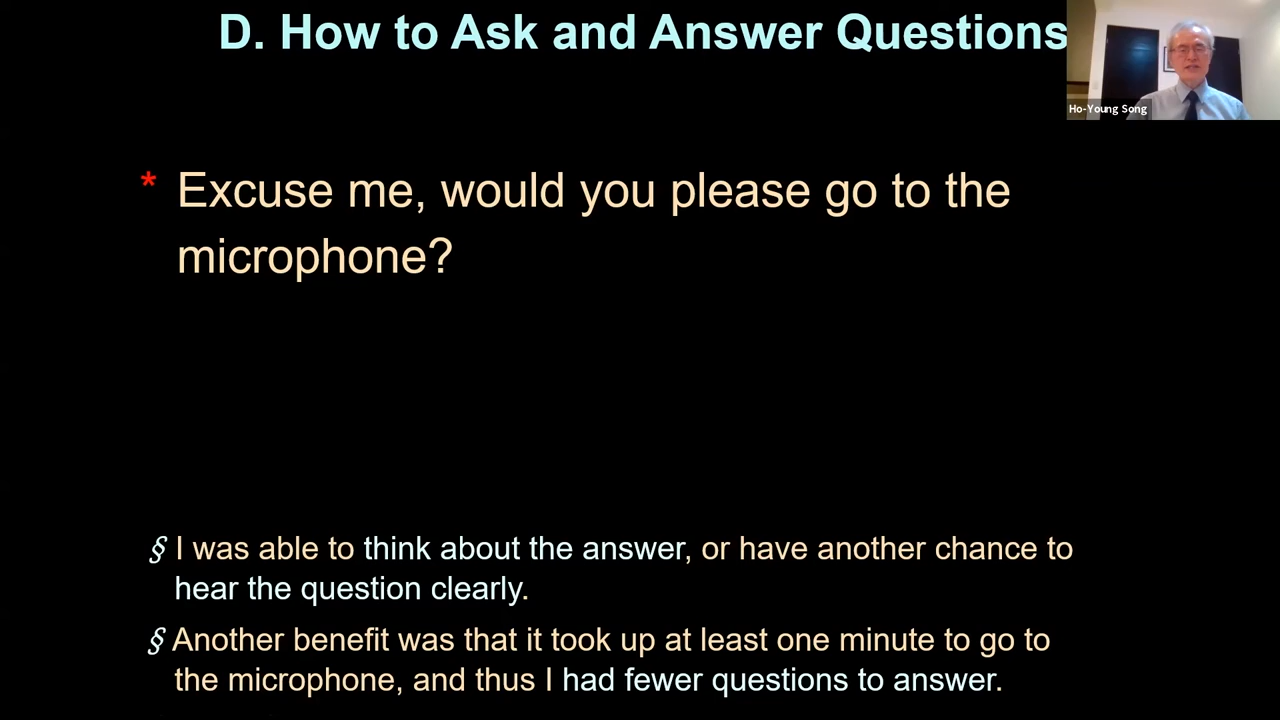 D. How to Ask and Answer Questions
Ho-Young Song
* Excuse me, would you please go to the
microphone?
§ I was able to think about the answer, or have another chance to
hear the question clearly.
§ Another benefit was that it took up at least one minute to go to
the microphone, and thus I had fewer questions to answer.